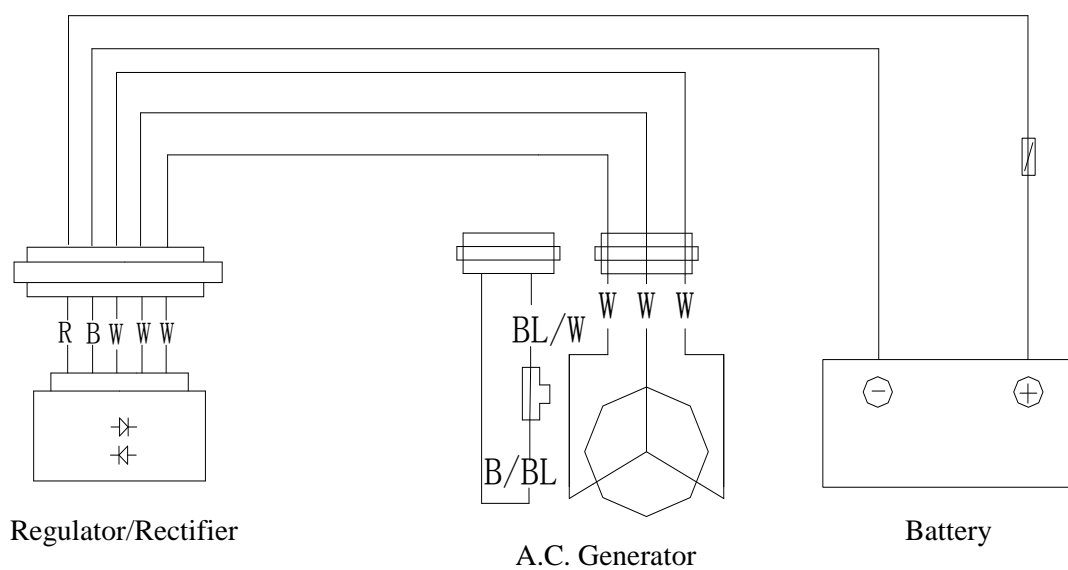 W W W
R B W W W
BL/W
B/BL
− +
Regulator/Rectifier
Battery
A.C. Generator